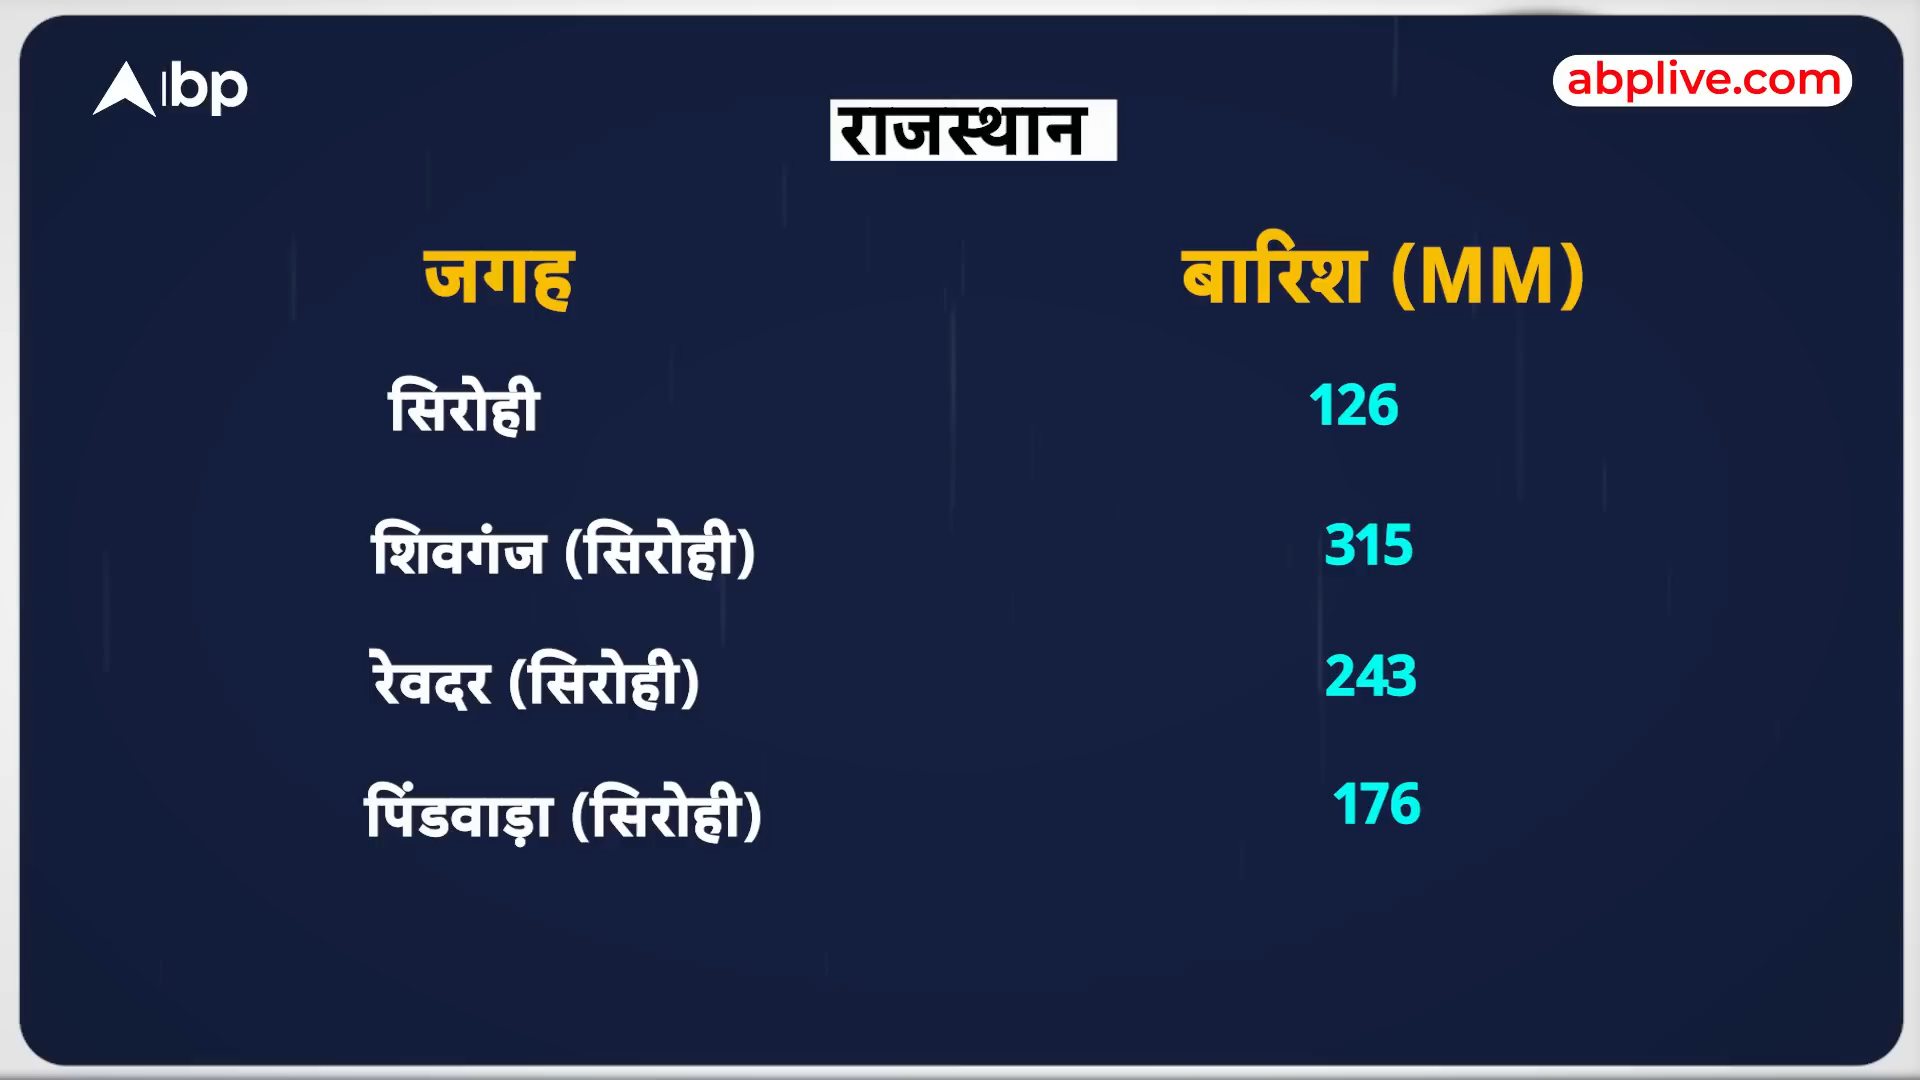 abp
abplive.com
राजस्थान
जगह बारिश (MM)
सिरोही 126
शिवगंज (सिरोही) 315
रेवदर (सिरोही) 243
पिंडवाड़ा (सिरोही) 176